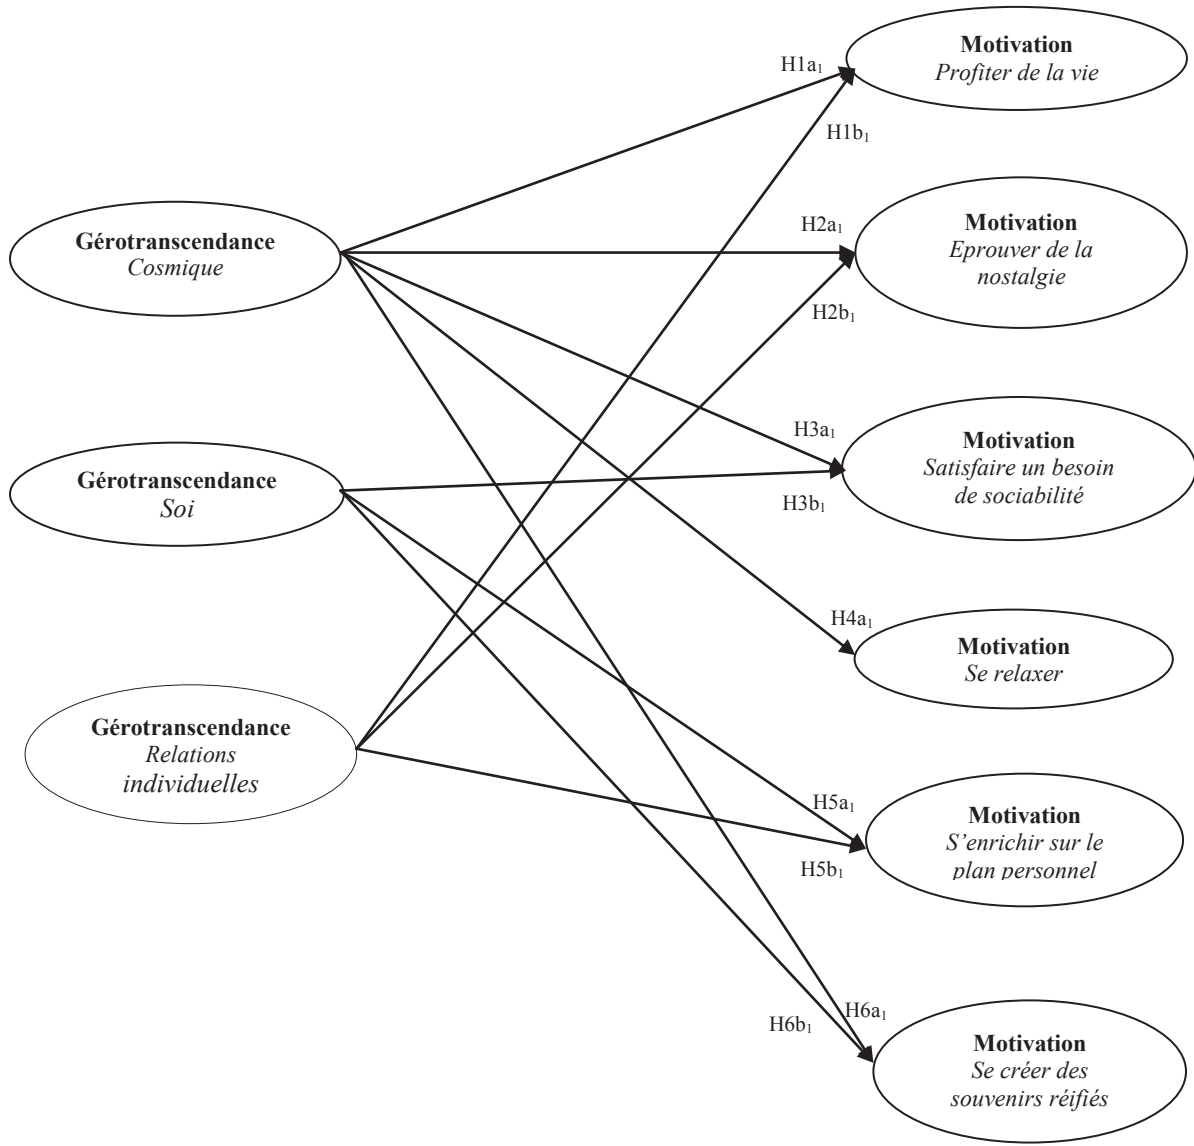 Motivation
Profiter de la vie
H1a₁
H1b₁
Motivation
Eprouver de la
nostalgie
H2a₁
H2b₁
Gérotranscendance
Cosmique
Motivation
Satisfaire un besoin
de sociabilité
H3a₁
H3b₁
Gérotranscendance
Soi
Motivation
Se relaxer
H4a₁
Gérotranscendance
Relations
individuelles
Motivation
S’enrichir sur le
plan personnel
H5a₁
H5b₁
H6a₁
H6b₁
Motivation
Se créer des
souvenirs réifiés